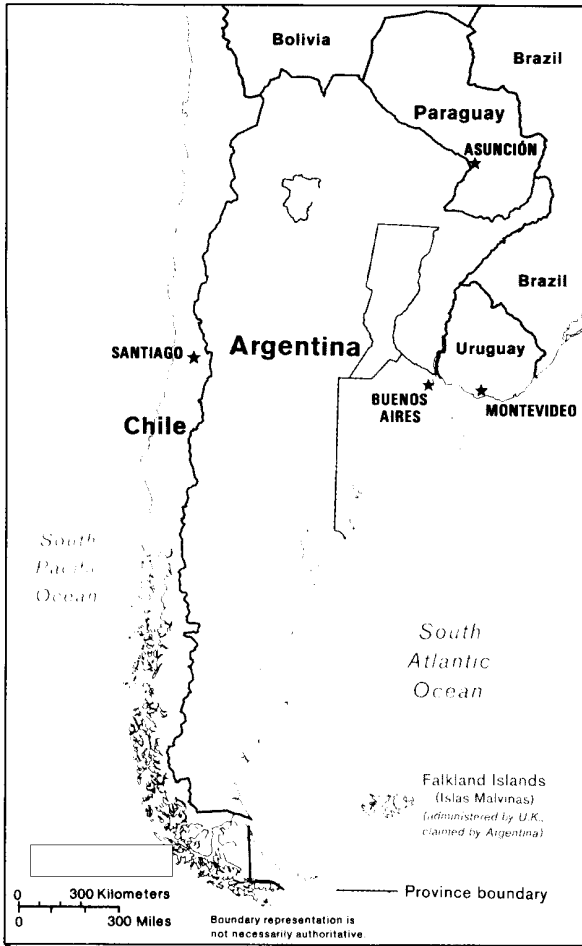 Bolivia
Brazil
Paraguay
ASUNCIÓN
Brazil
Argentina
Uruguay
SANTIAGO
BUENOS
AIRES
MONTEVIDEO
Chile
South
Pacific
Ocean
South
Atlantic
Ocean
Falkland Islands
(Islas Malvinas)
(administered by U.K.,
claimed by Argentina)
0 300 Kilometers
0 300 Miles
Province boundary
Boundary representation is
not necessarily authoritative.